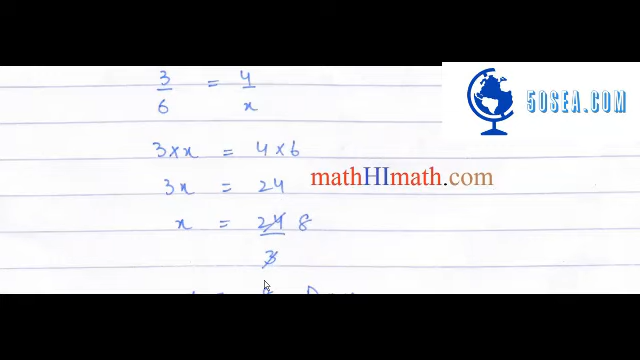 3/6 = 4/x
50SEA.COM
3 × x = 4 × 6
3x = 24
mathHImath.com
x = 24/3 8